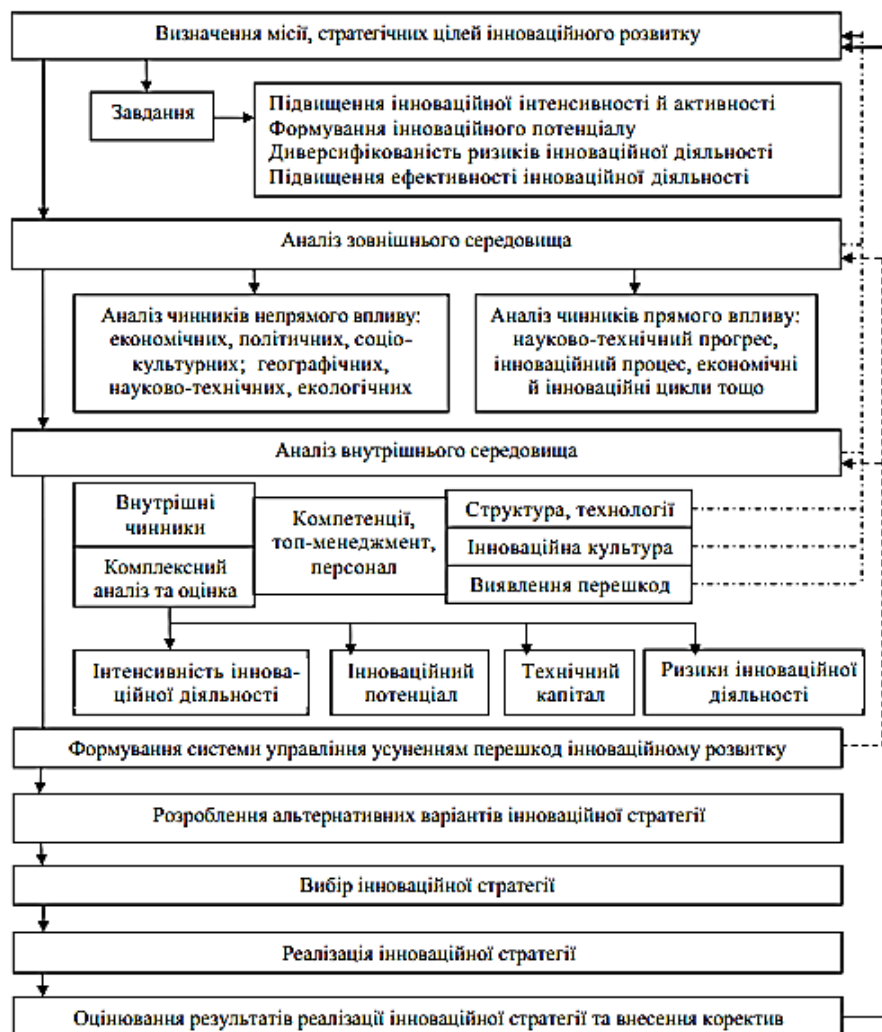 Визначення місії, стратегічних цілей інноваційного розвитку
Завдання
Підвищення інноваційної інтенсивності й активності
Формування інноваційного потенціалу
Диверсифікованість ризиків інноваційної діяльності
Підвищення ефективності інноваційної діяльності
Аналіз зовнішнього середовища
Аналіз чинників непрямого впливу:
економічних, політичних, соціо-
культурних; географічних,
науково-технічних, екологічних
Аналіз чинників прямого впливу:
науково-технічний прогрес,
інноваційний процес, економічні
й інноваційні цикли тощо
Аналіз внутрішнього середовища
Внутрішні
чинники
Комплексний
аналіз та оцінка
Компетенції,
топ-менеджмент,
персонал
Структура, технології
Інноваційна культура
Виявлення перешкод
Інтенсивність іннова-
ційної діяльності
Інноваційний
потенціал
Технічний
капітал
Ризики інноваційної
діяльності
Формування системи управління усуненням перешкод інноваційному розвитку
Розроблення альтернативних варіантів інноваційної стратегії
Вибір інноваційної стратегії
Реалізація інноваційної стратегії
Оцінювання результатів реалізації інноваційної стратегії та внесення коректив